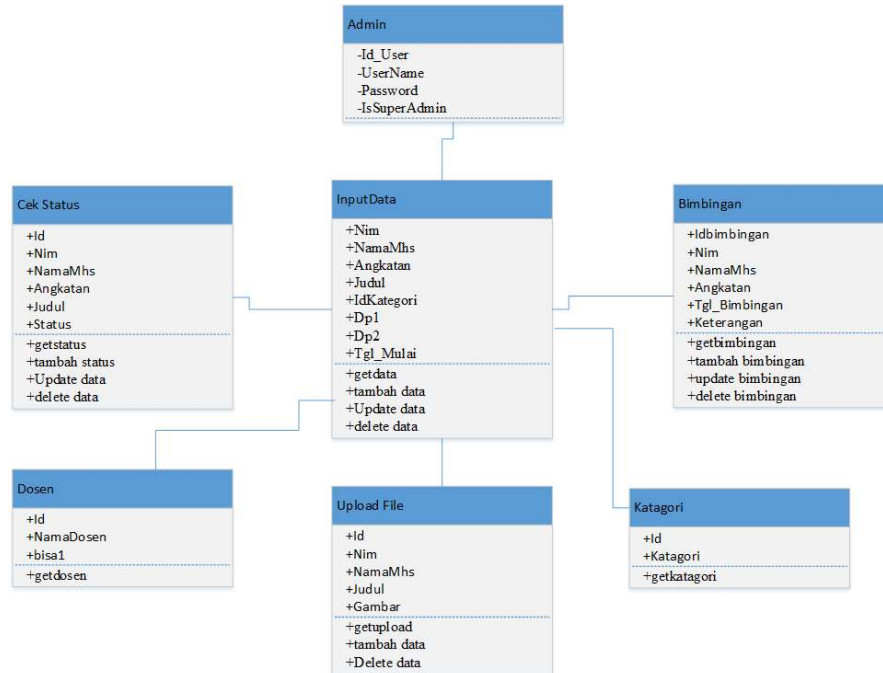 Admin
-Id_User
-UserName
-Password
-IsSuperAdmin
Cek Status
+Id
+Nim
+NamaMhs
+Angkatan
+Judul
+Status
+getstatus
+tambah status
+Update data
+delete data
InputData
+Nim
+NamaMhs
+Angkatan
+Judul
+IdKategori
+Dp1
+Dp2
+Tgl_Mulai
+getdata
+tambah data
+Update data
+delete data
Bimbingan
+Idbimbingan
+Nim
+NamaMhs
+Angkatan
+Tgl_Bimbingan
+Keterangan
+getbimbingan
+tambah bimbingan
+update bimbingan
+delete bimbingan
Dosen
+Id
+NamaDosen
+bisa1
+getdosen
Upload File
+Id
+Nim
+NamaMhs
+Judul
+Gambar
+getupload
+tambah data
+Delete data
Katagori
+Id
+Katagori
+getkatagori